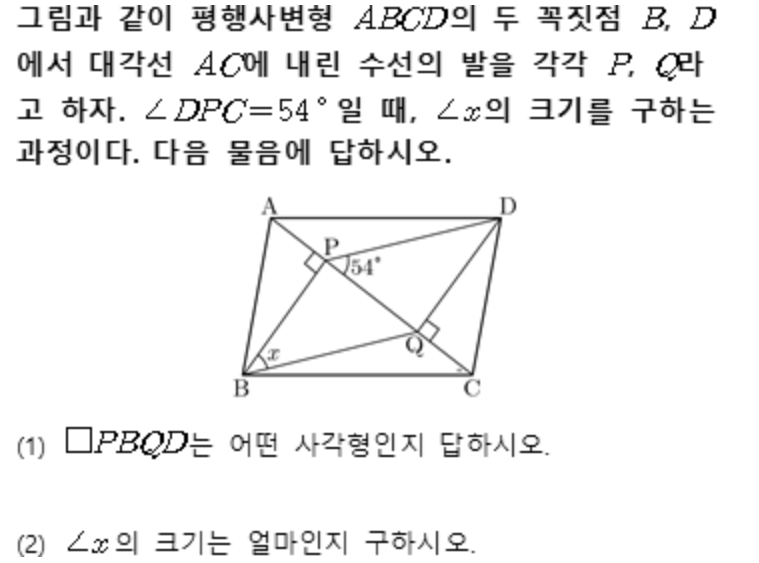 그림과 같이 평행사변형 ABCD의 두 꼭짓점 B, D
에서 대각선 AC에 내린 수선의 발을 각각 P, Q라
고 하자. ∠DPC=54°일 때, ∠x의 크기를 구하는
과정이다. 다음 물음에 답하시오.
A
D
P
54°
Q
x
B
C
(1) □PBQD는 어떤 사각형인지 답하시오.
(2) ∠x의 크기는 얼마인지 구하시오.